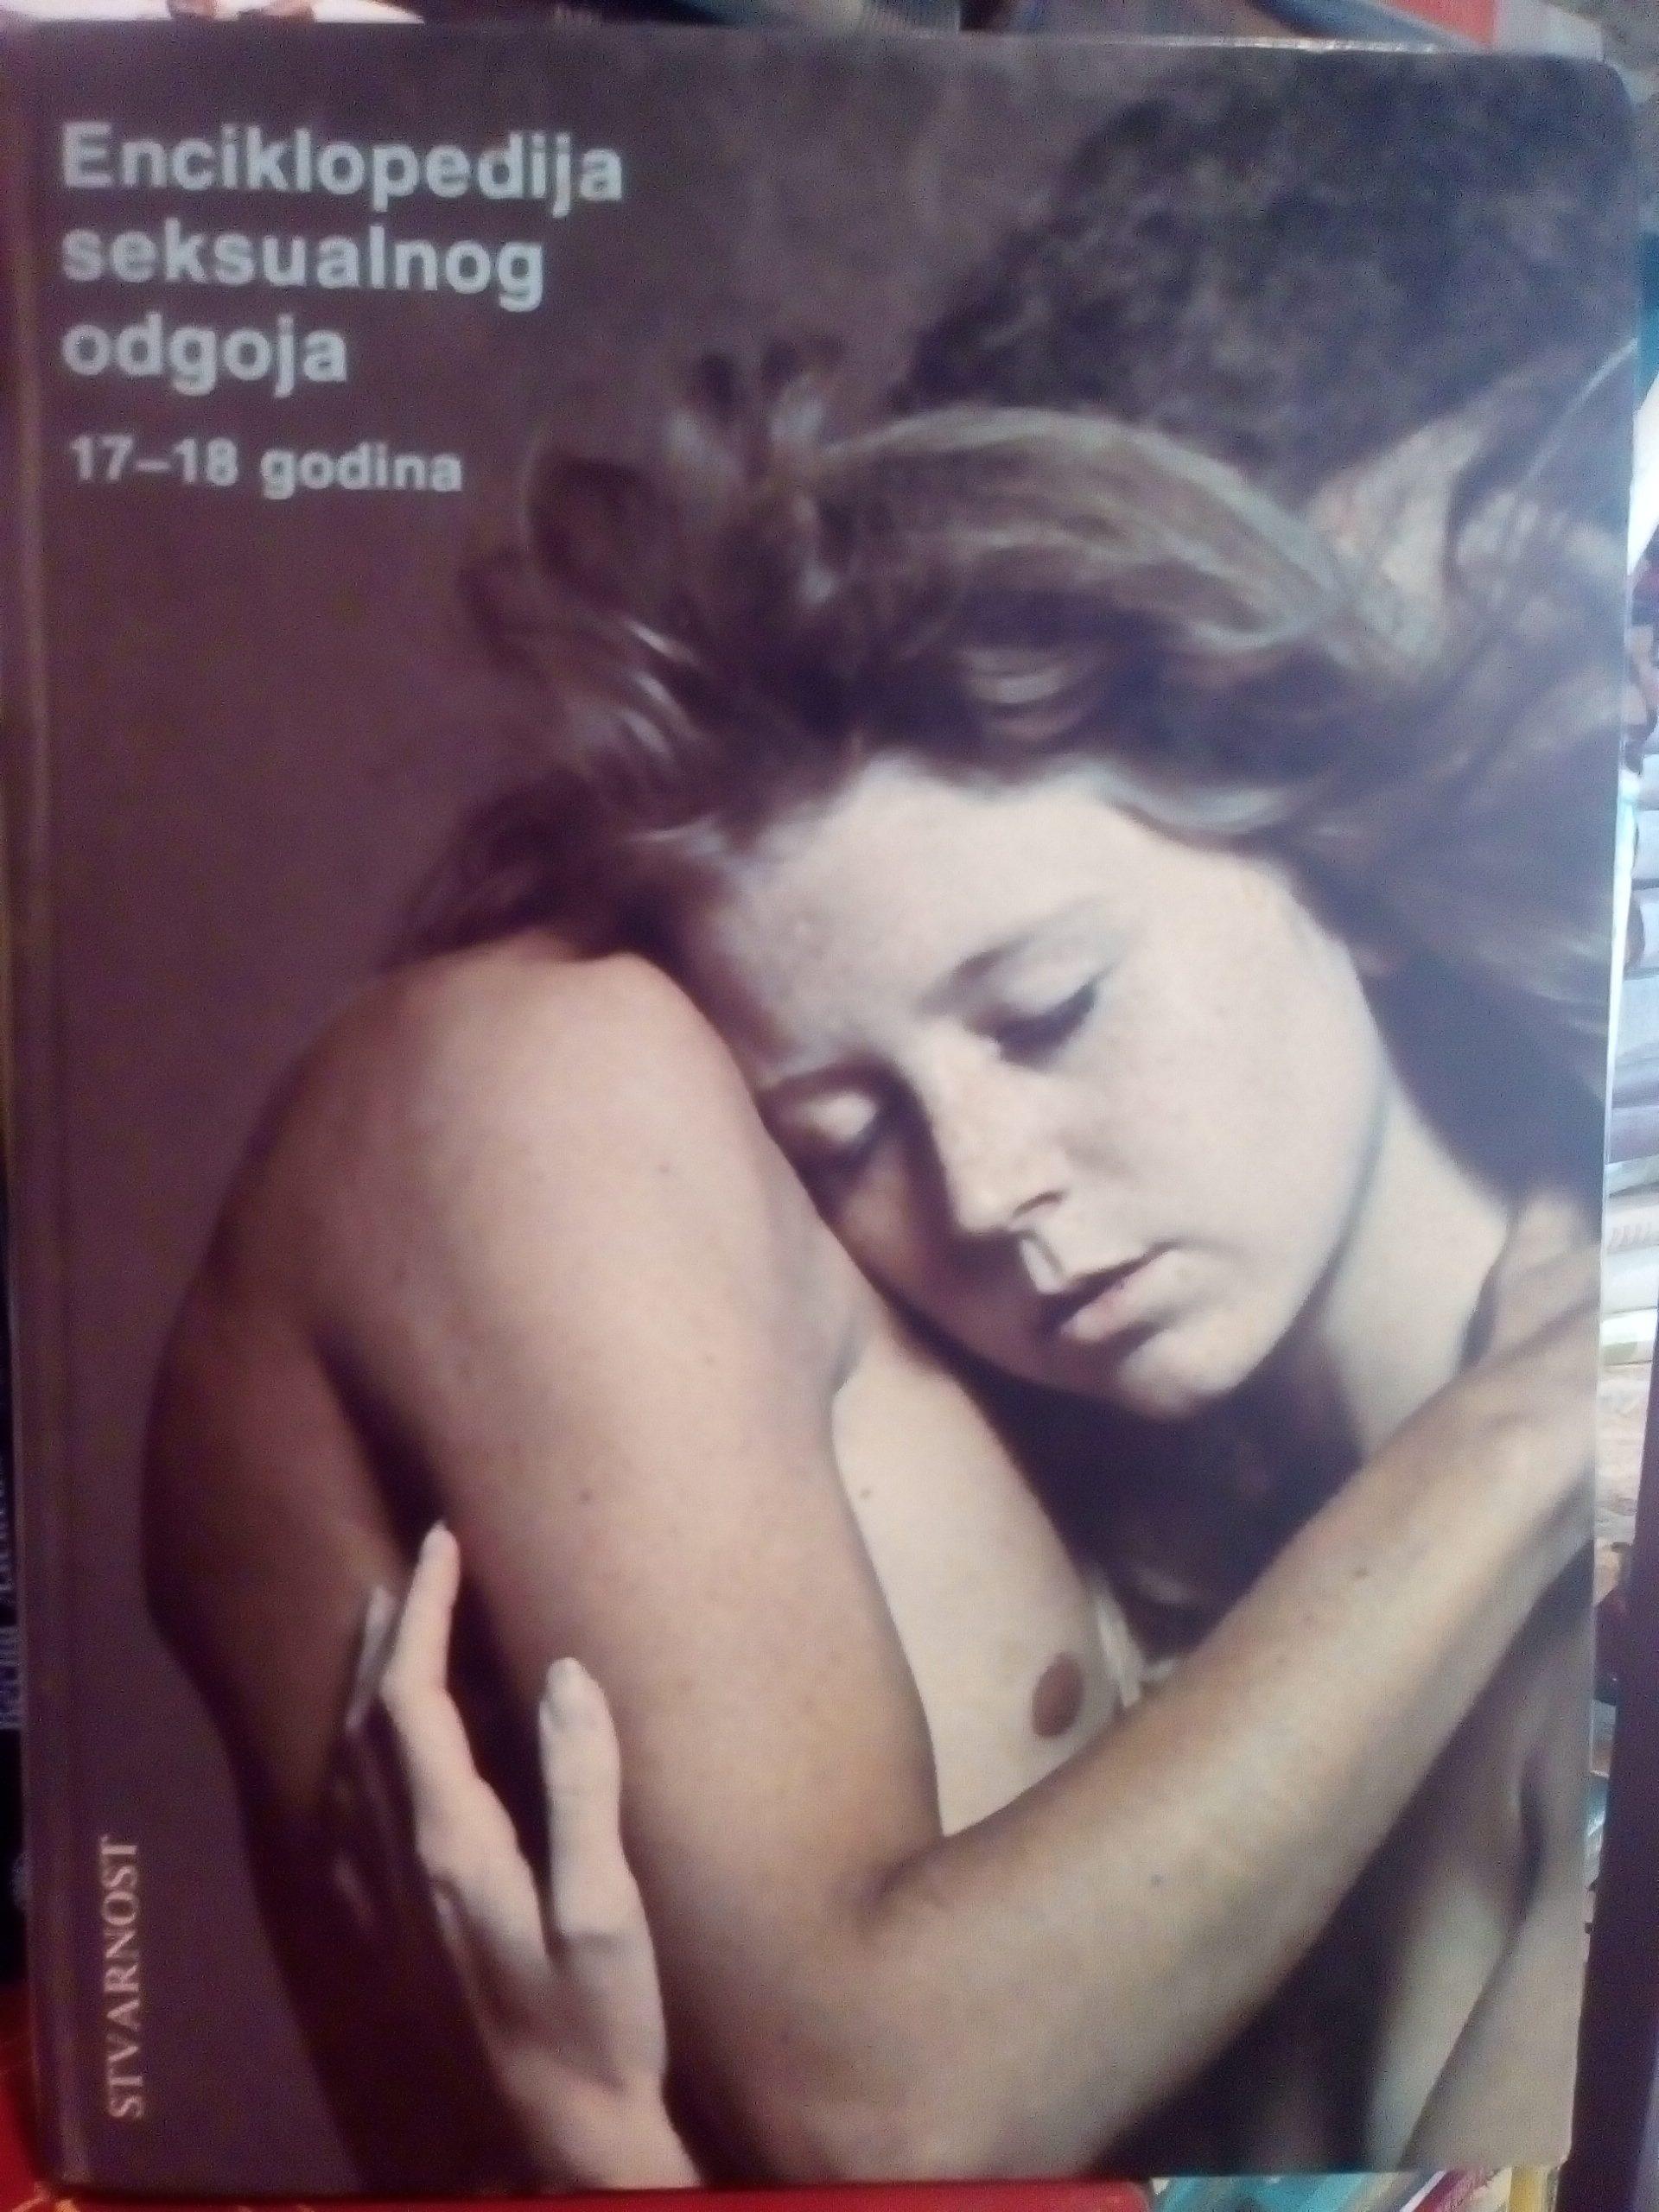 Enciklopedija
seksualnog
odgoja
17–18 godina
STVARNOST